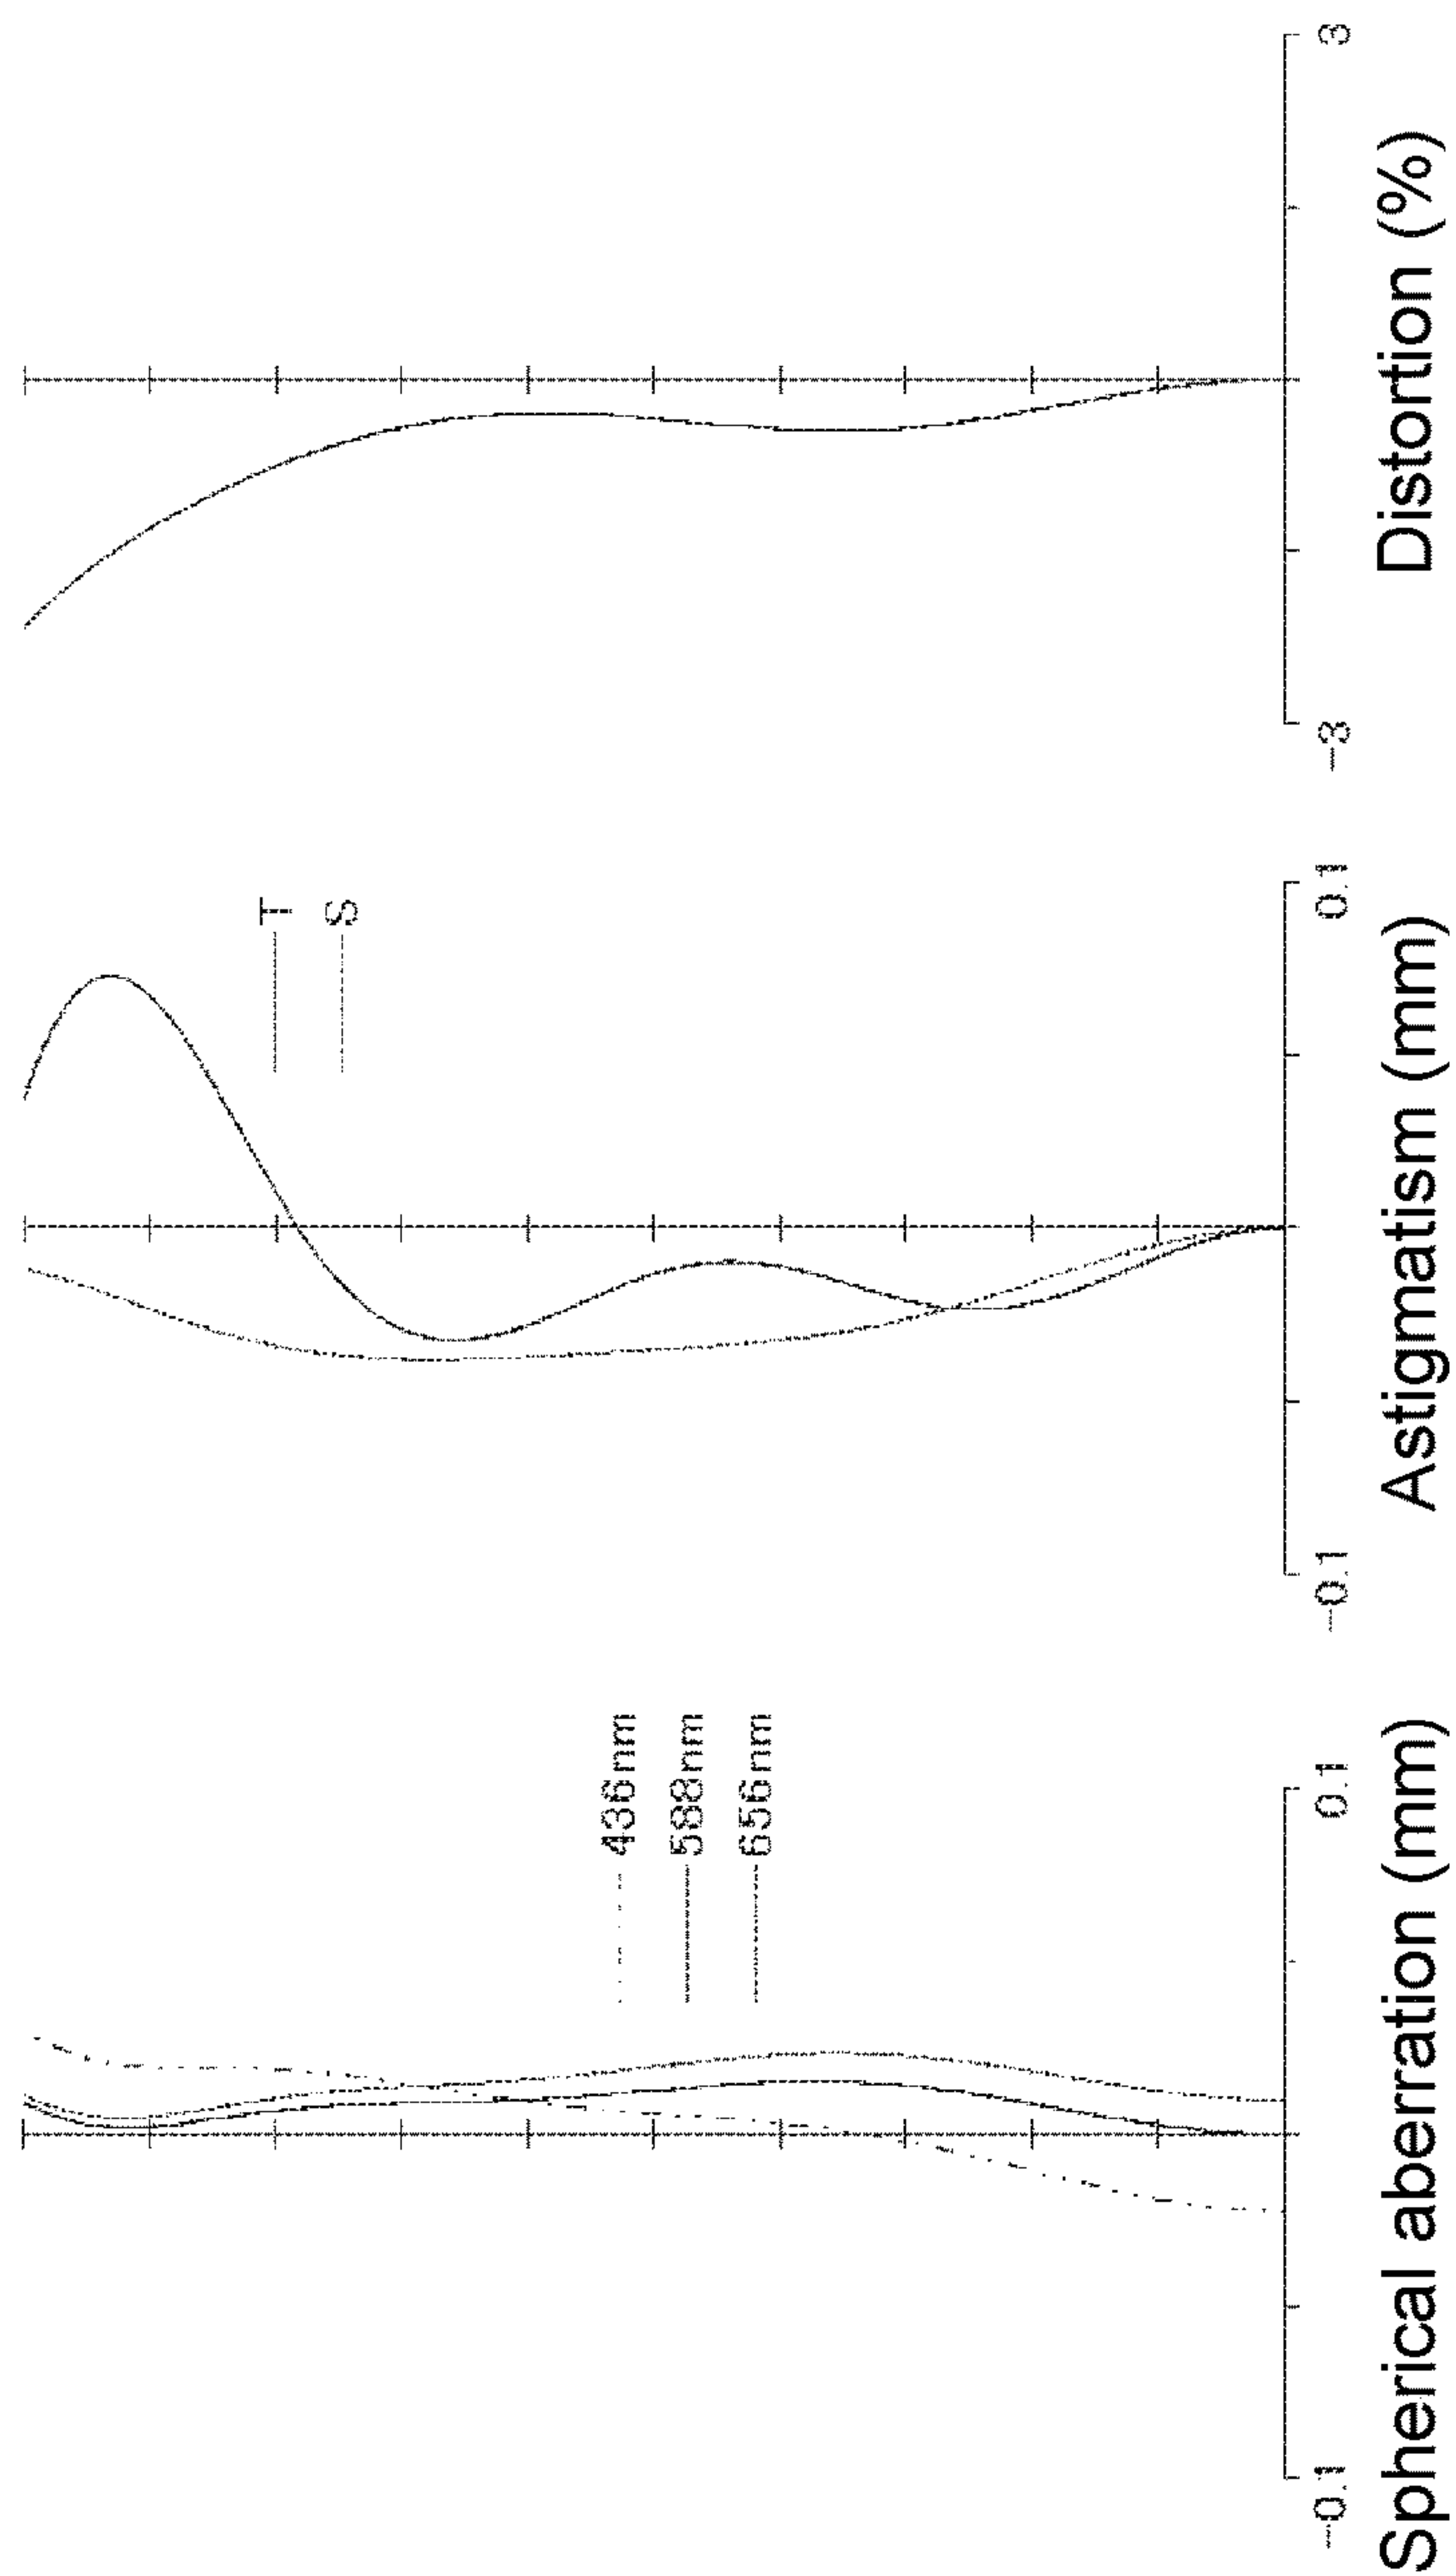 436nm
588nm
656nm
-0.1
0.1
Spherical aberration (mm)
T
S
-0.1
0.1
Astigmatism (mm)
-3
3
Distortion (%)